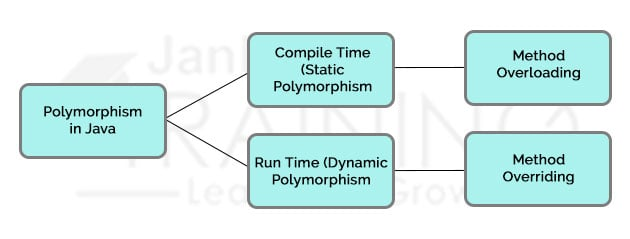 Polymorphism
in Java
Compile Time
(Static
Polymorphism
Method
Overloading
Run Time (Dynamic
Polymorphism
Method
Overriding